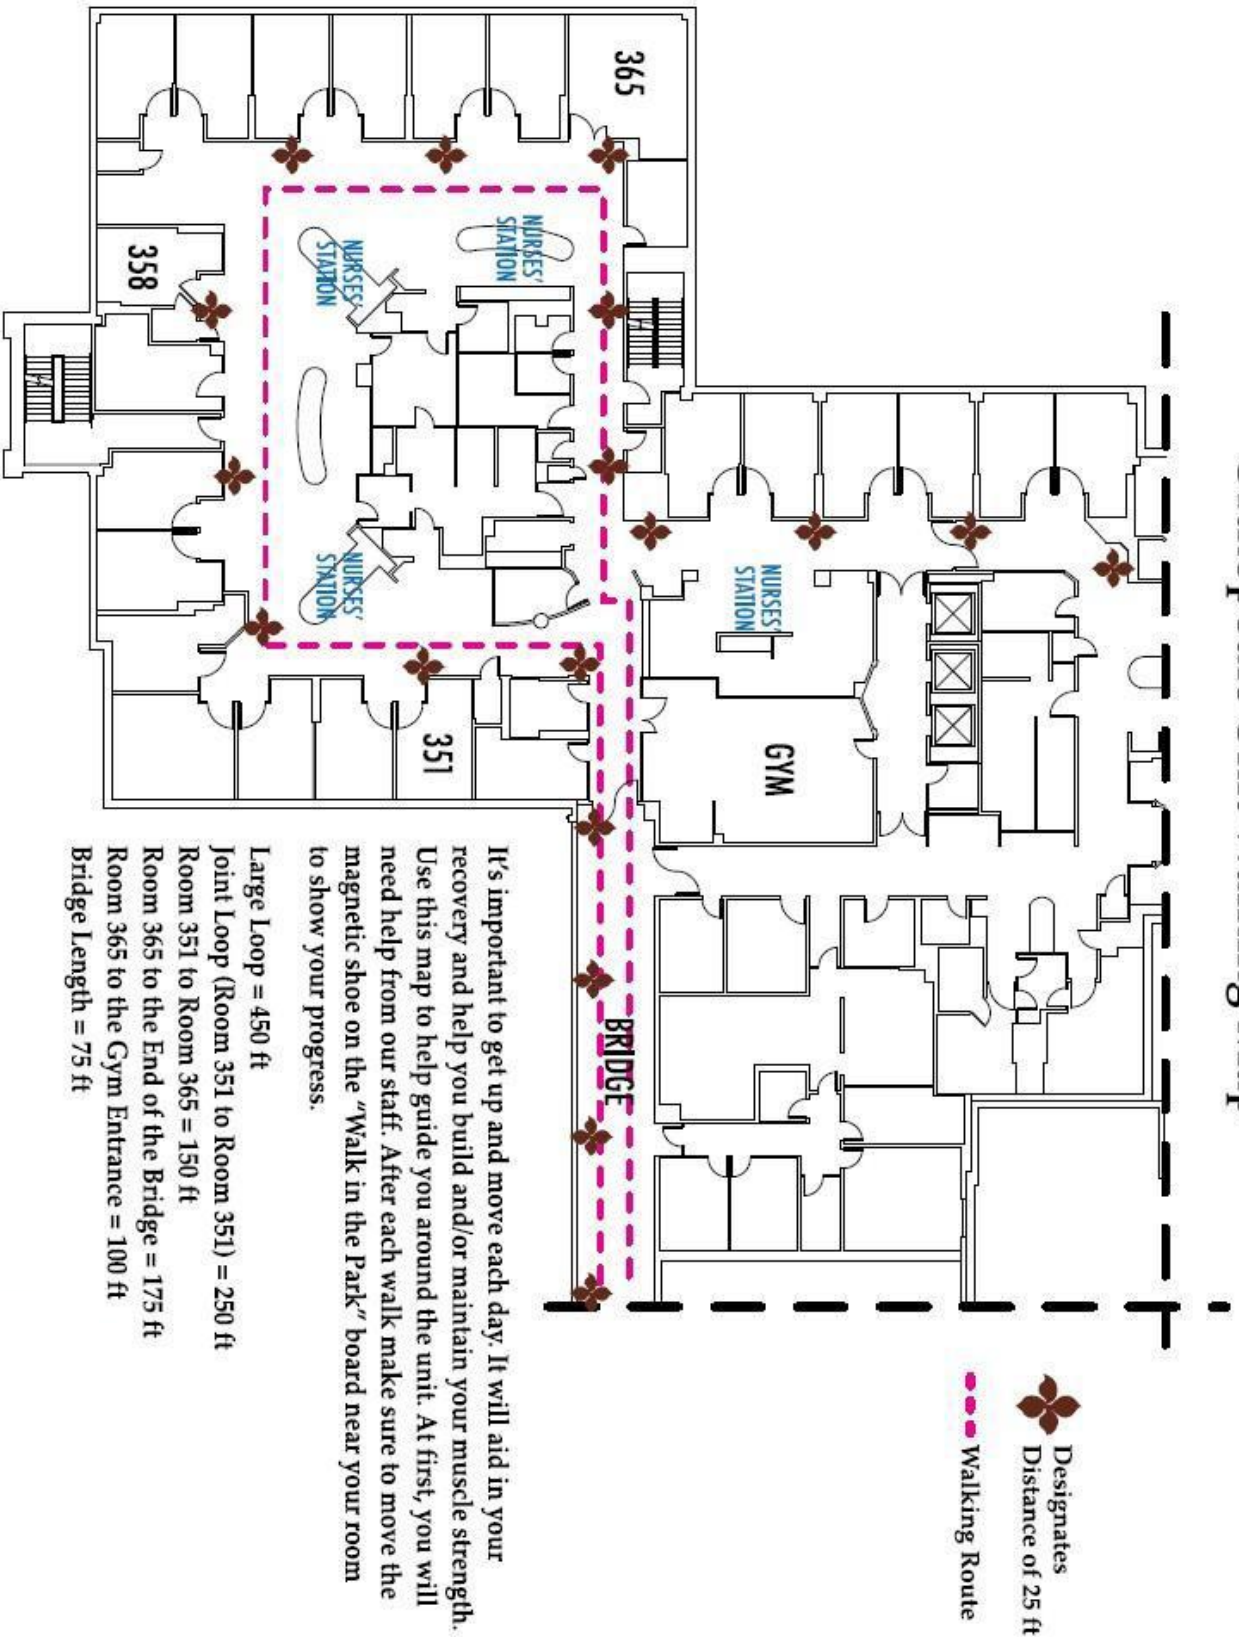 Designates
Distance of 25 ft
Walking Route
NURSES'
STATION
GYM
365
BRIDGE
NURSES'
STATION
351
NURSES'
STATION
NURSES'
STATION
358
It's important to get up and move each day. It will aid in your
recovery and help you build and/or maintain your muscle strength.
Use this map to help guide you around the unit. At first, you will
need help from our staff. After each walk make sure to move the
magnetic shoe on the "Walk in the Park" board near your room
to show your progress.
Large Loop = 450 ft
Joint Loop (Room 351 to Room 351) = 250 ft
Room 351 to Room 365 = 150 ft
Room 365 to the End of the Bridge = 175 ft
Room 365 to the Gym Entrance = 100 ft
Bridge Length = 75 ft